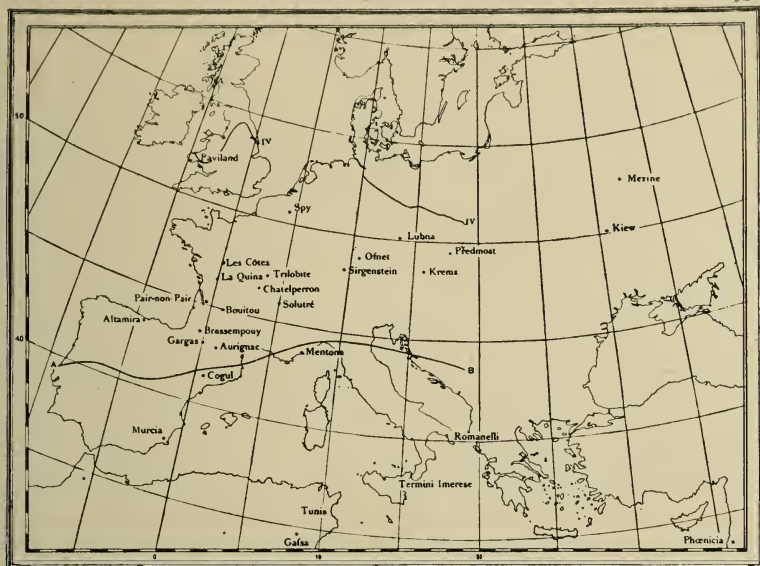 50
IV
Paviland
Mezine
Spy
IV
Kiew
Lubna
Předmost
Ofnet
Les Côtes
Sirgenstein
Krems
La Quina
Trilobite
Chatelperron
Pair-non-Pair
Solutré
Bouitou
Altamira
Brassempouy
40
Gargas
Aurignac
Mentone
A
B
Cogul
Murcia
Romanelli
Termini Imerese
Tunis
Gafsa
Phœnicia
0
10